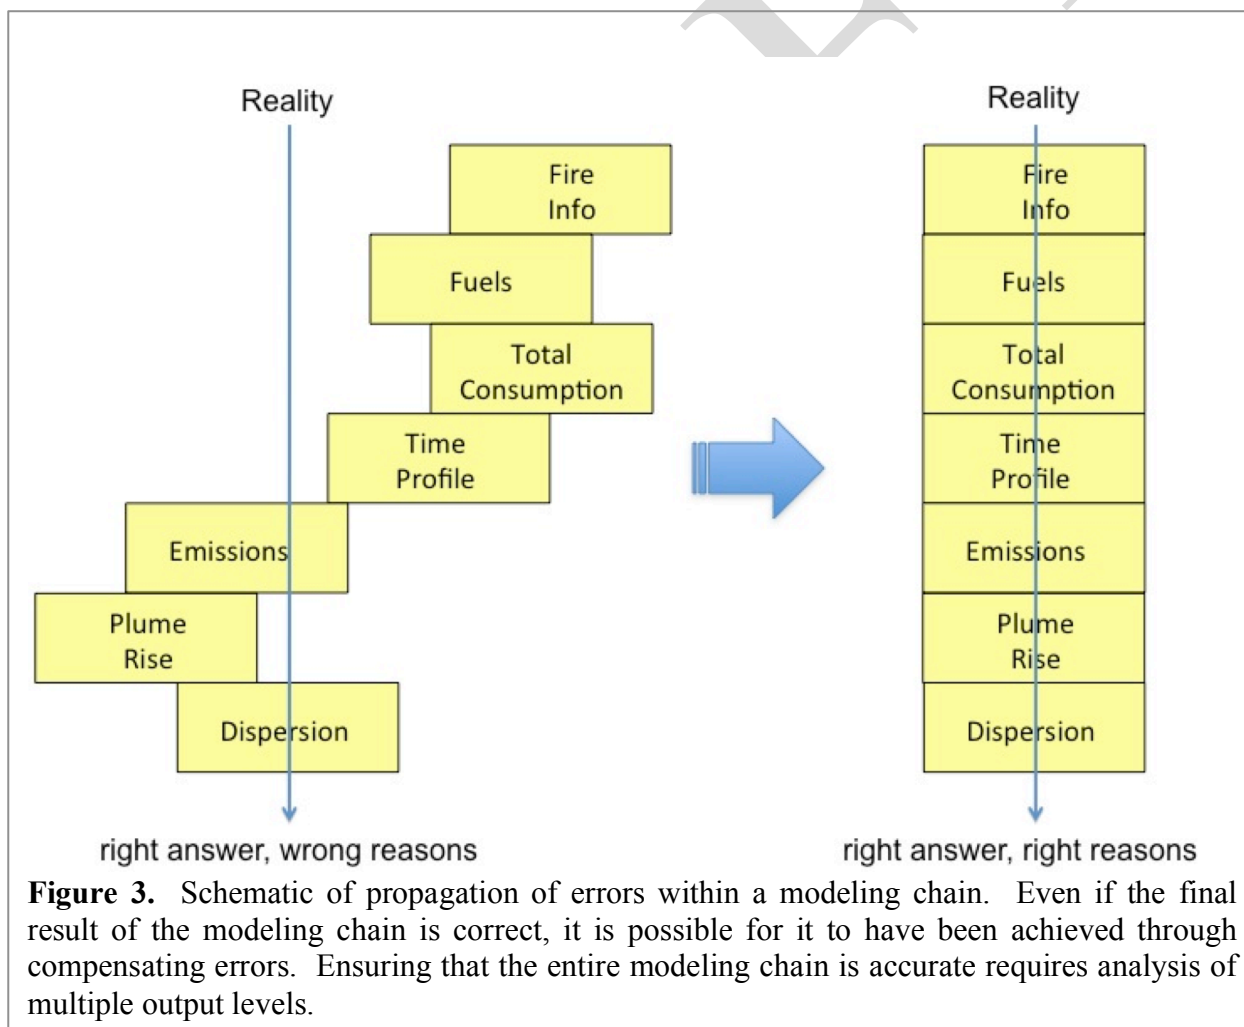 Reality
Fire
Info
Fuels
Total
Consumption
Time
Profile
Emissions
Plume
Rise
Dispersion
right answer, wrong reasons
Reality
Fire
Info
Fuels
Total
Consumption
Time
Profile
Emissions
Plume
Rise
Dispersion
right answer, right reasons
Figure 3. Schematic of propagation of errors within a modeling chain. Even if the final
result of the modeling chain is correct, it is possible for it to have been achieved through
compensating errors. Ensuring that the entire modeling chain is accurate requires analysis of
multiple output levels.